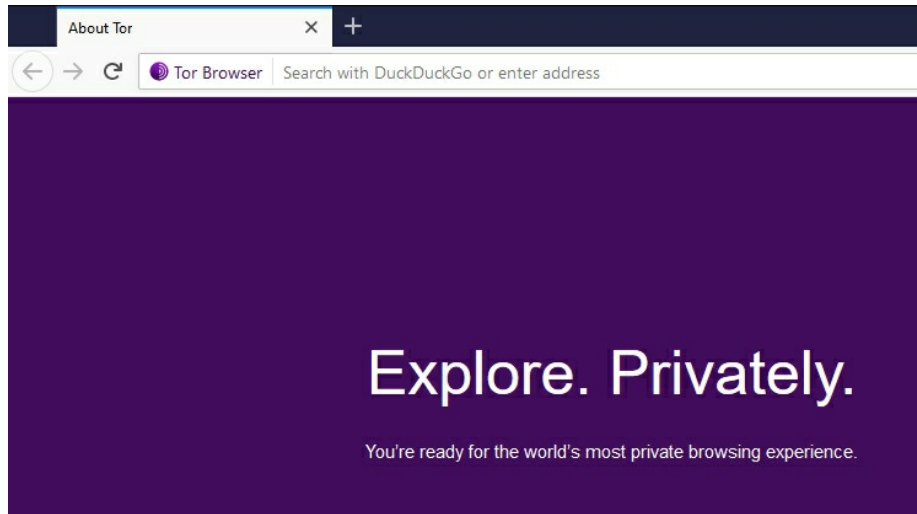 About Tor
Tor Browser Search with DuckDuckGo or enter address
Explore. Privately.
You're ready for the world's most private browsing experience.